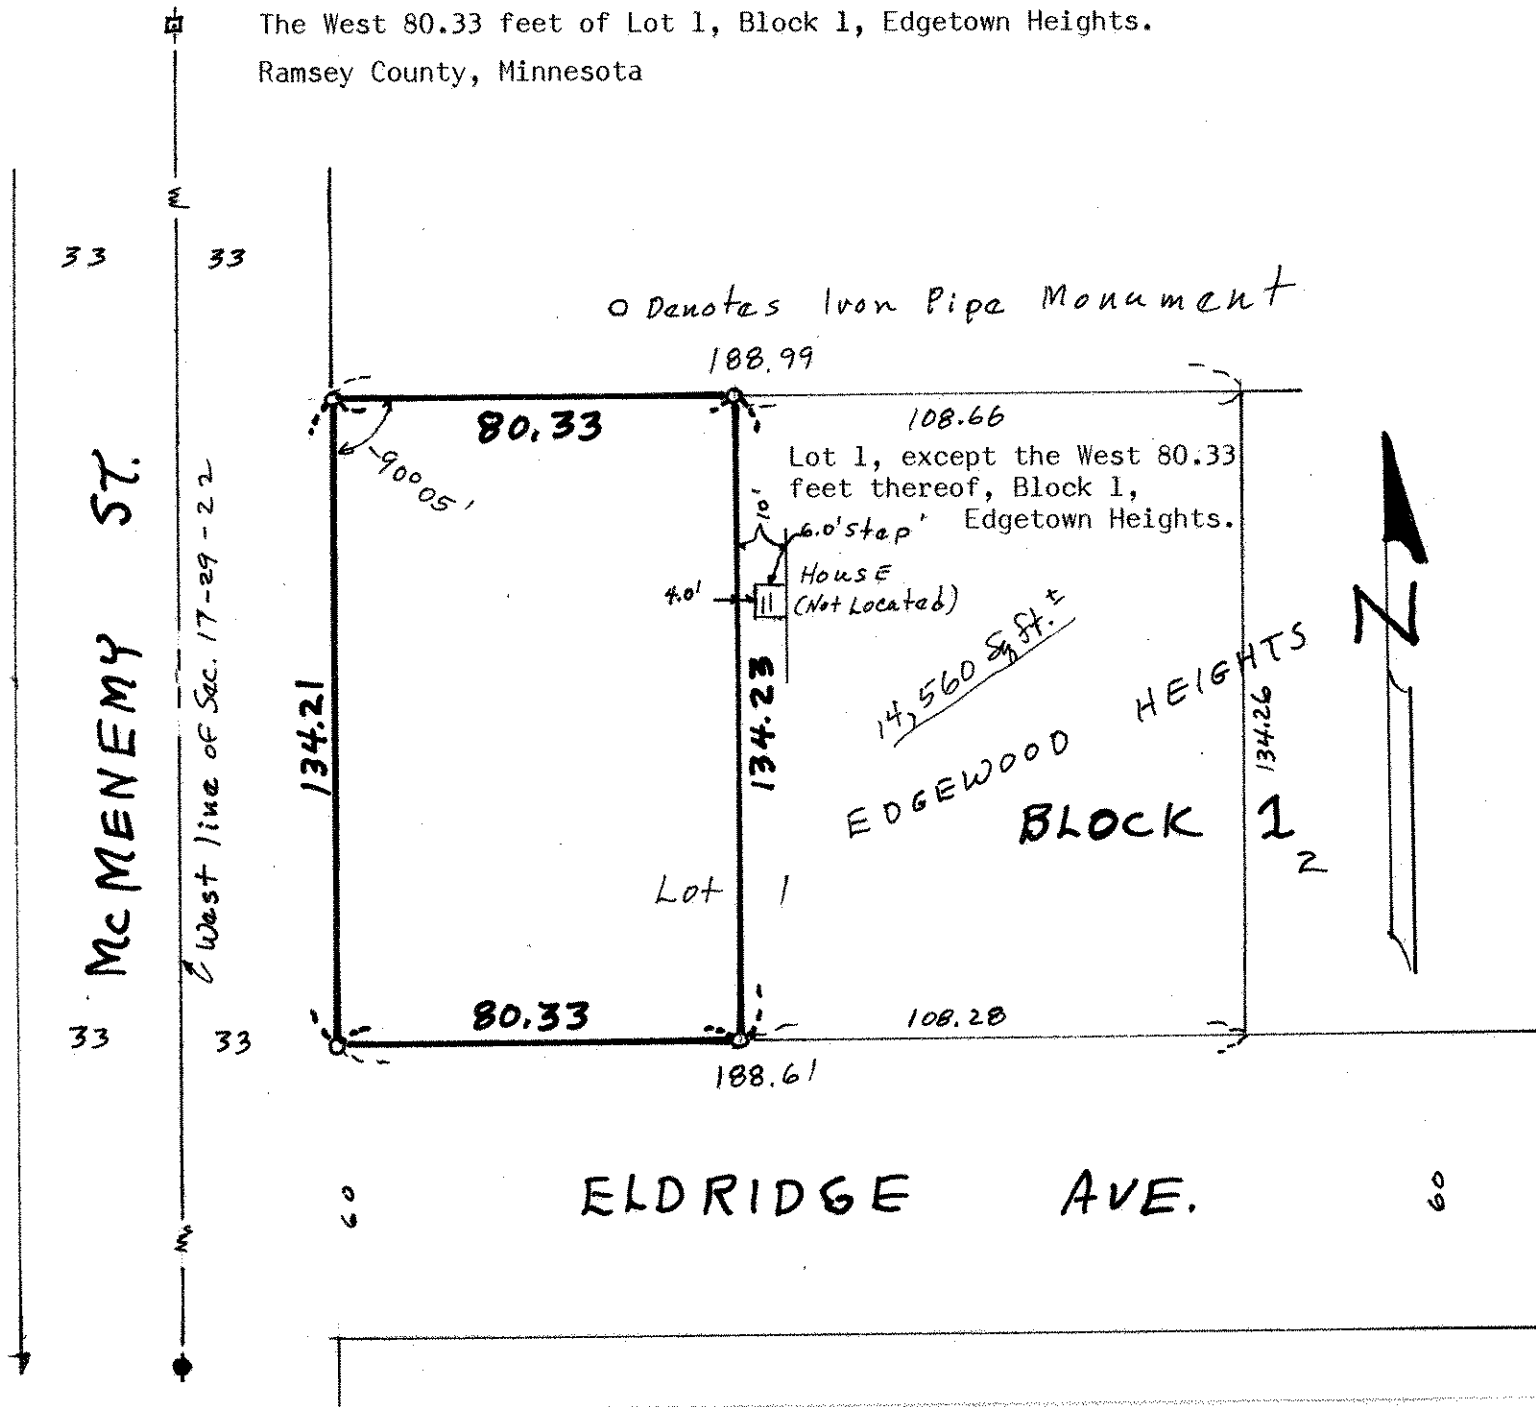 The West 80.33 feet of Lot 1, Block 1, Edgetown Heights.
Ramsey County, Minnesota
33
33
O Denotes Iron Pipe Monument
188.99
80.33
108.66
90°05'
Lot 1, except the West 80.33
feet thereof, Block 1,
Edgetown Heights.
10'
6.0' Step
House
(Not Located)
4.0'
14,560 Sq. ft. ±
McMENEMY ST.
West line of Sec. 17-29-22
134.21
134.23
134.26
EDGEWOOD HEIGHTS
BLOCK 1
2
N
Lot 1
33
33
80.33
108.28
188.61
60
ELDRIDGE AVE.
60